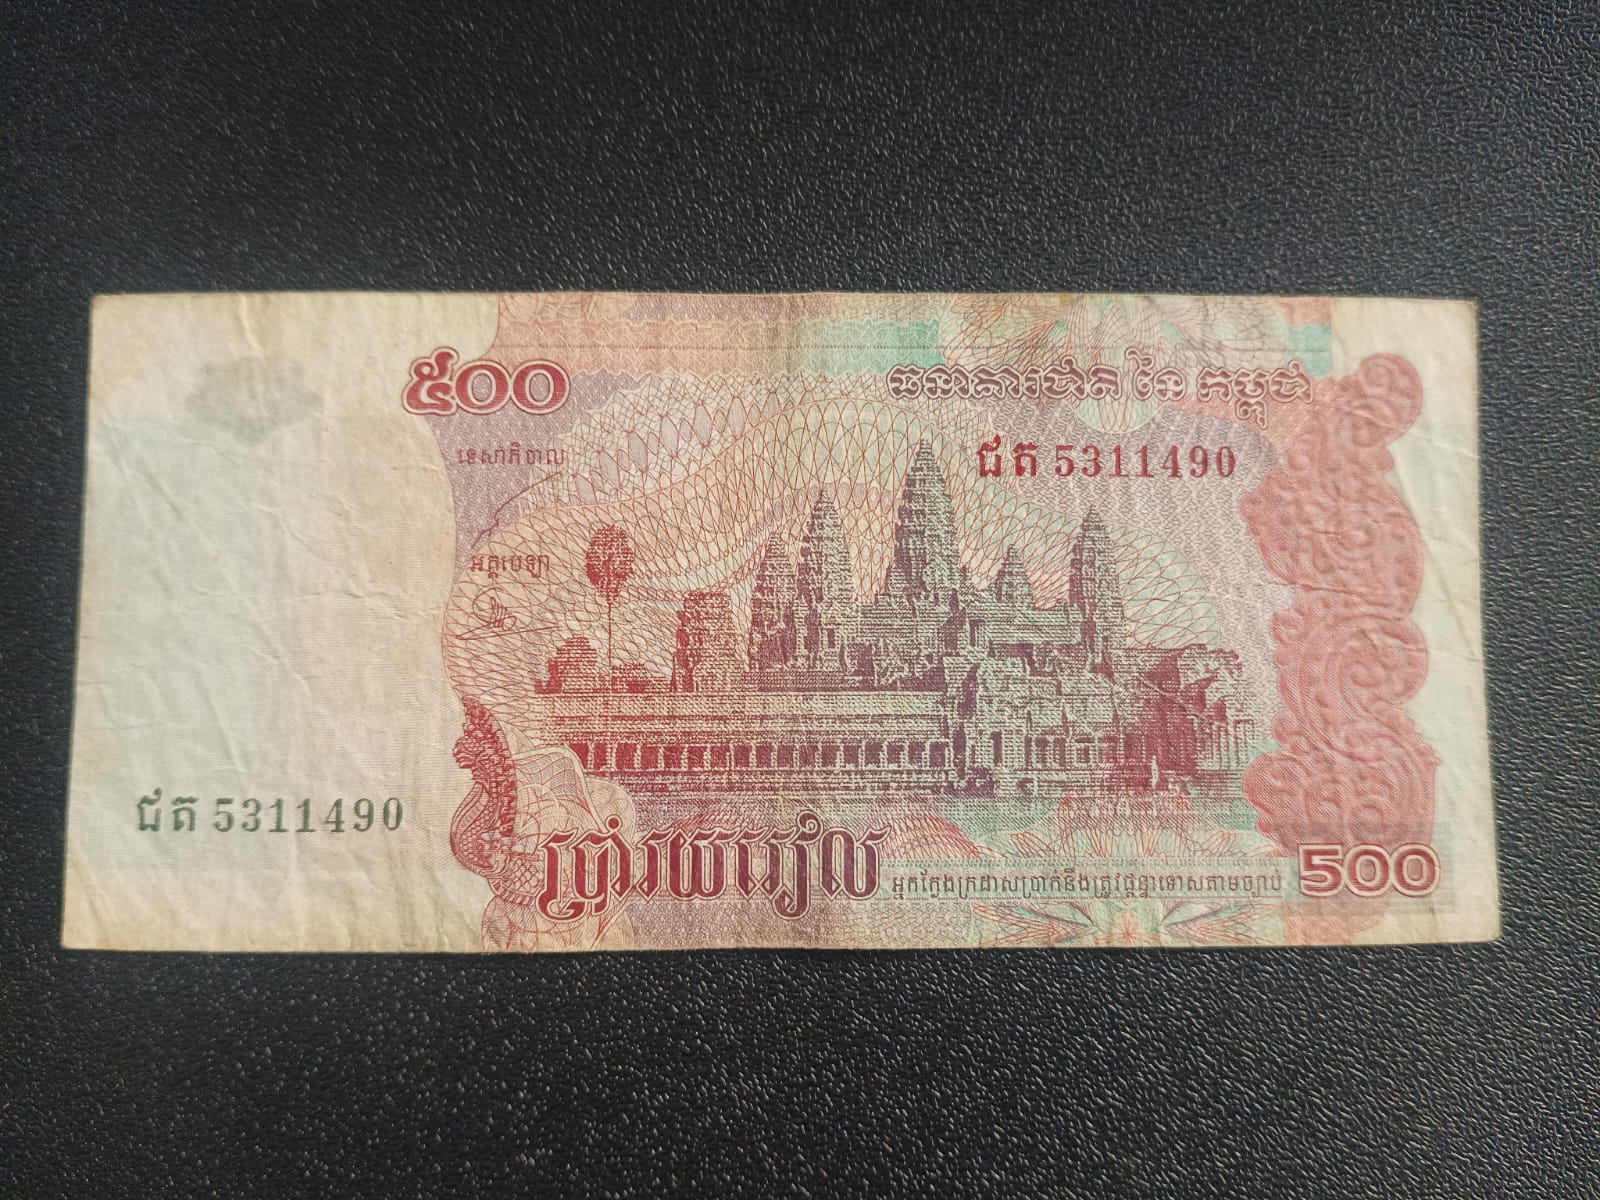 ៥០០
ធនាគារជាតិ នៃ កម្ពុជា
ទេសាភិបាល
ជត 5311490
អគ្គបេឡា
ជត 5311490
ប្រាំរយរៀល
អ្នកក្លែងក្រដាសប្រាក់នឹងត្រូវផ្តន្ទាទោសតាមច្បាប់
500